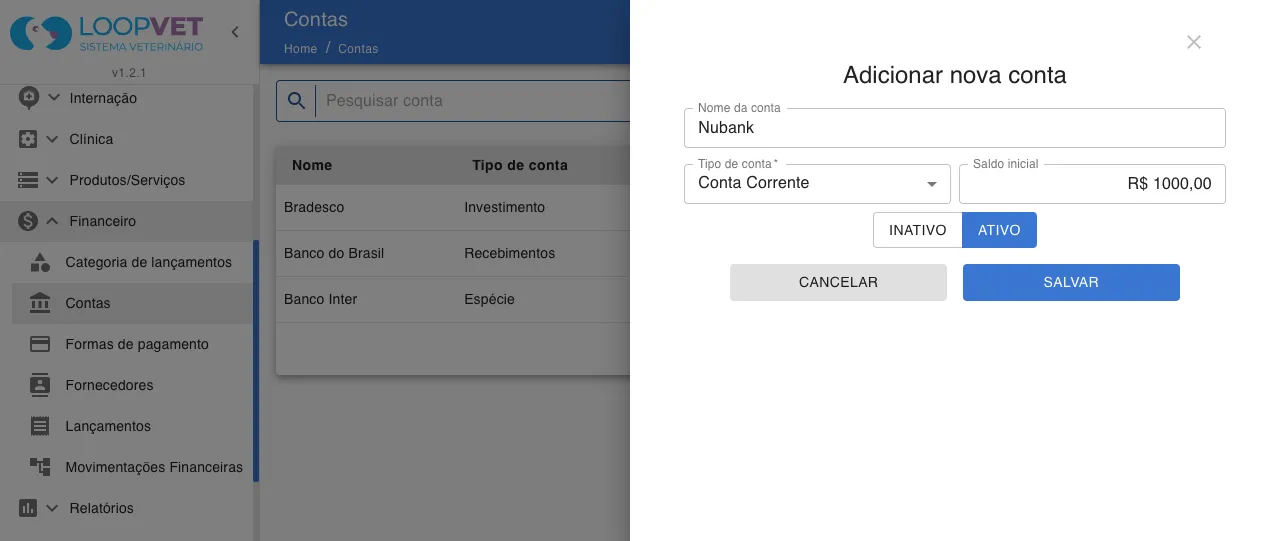 LOOPVET
SISTEMA VETERINÁRIO
v1.2.1
Internação
Clínica
Produtos/Serviços
Financeiro
Categoria de lançamentos
Contas
Formas de pagamento
Fornecedores
Lançamentos
Movimentações Financeiras
Relatórios
Contas
Home / Contas
Pesquisar conta
Nome Tipo de conta
Bradesco Investimento
Banco do Brasil Recebimentos
Banco Inter Espécie
Adicionar nova conta
Nome da conta
Nubank
Tipo de conta * Saldo inicial
Conta Corrente R$ 1000,00
INATIVO ATIVO
CANCELAR SALVAR